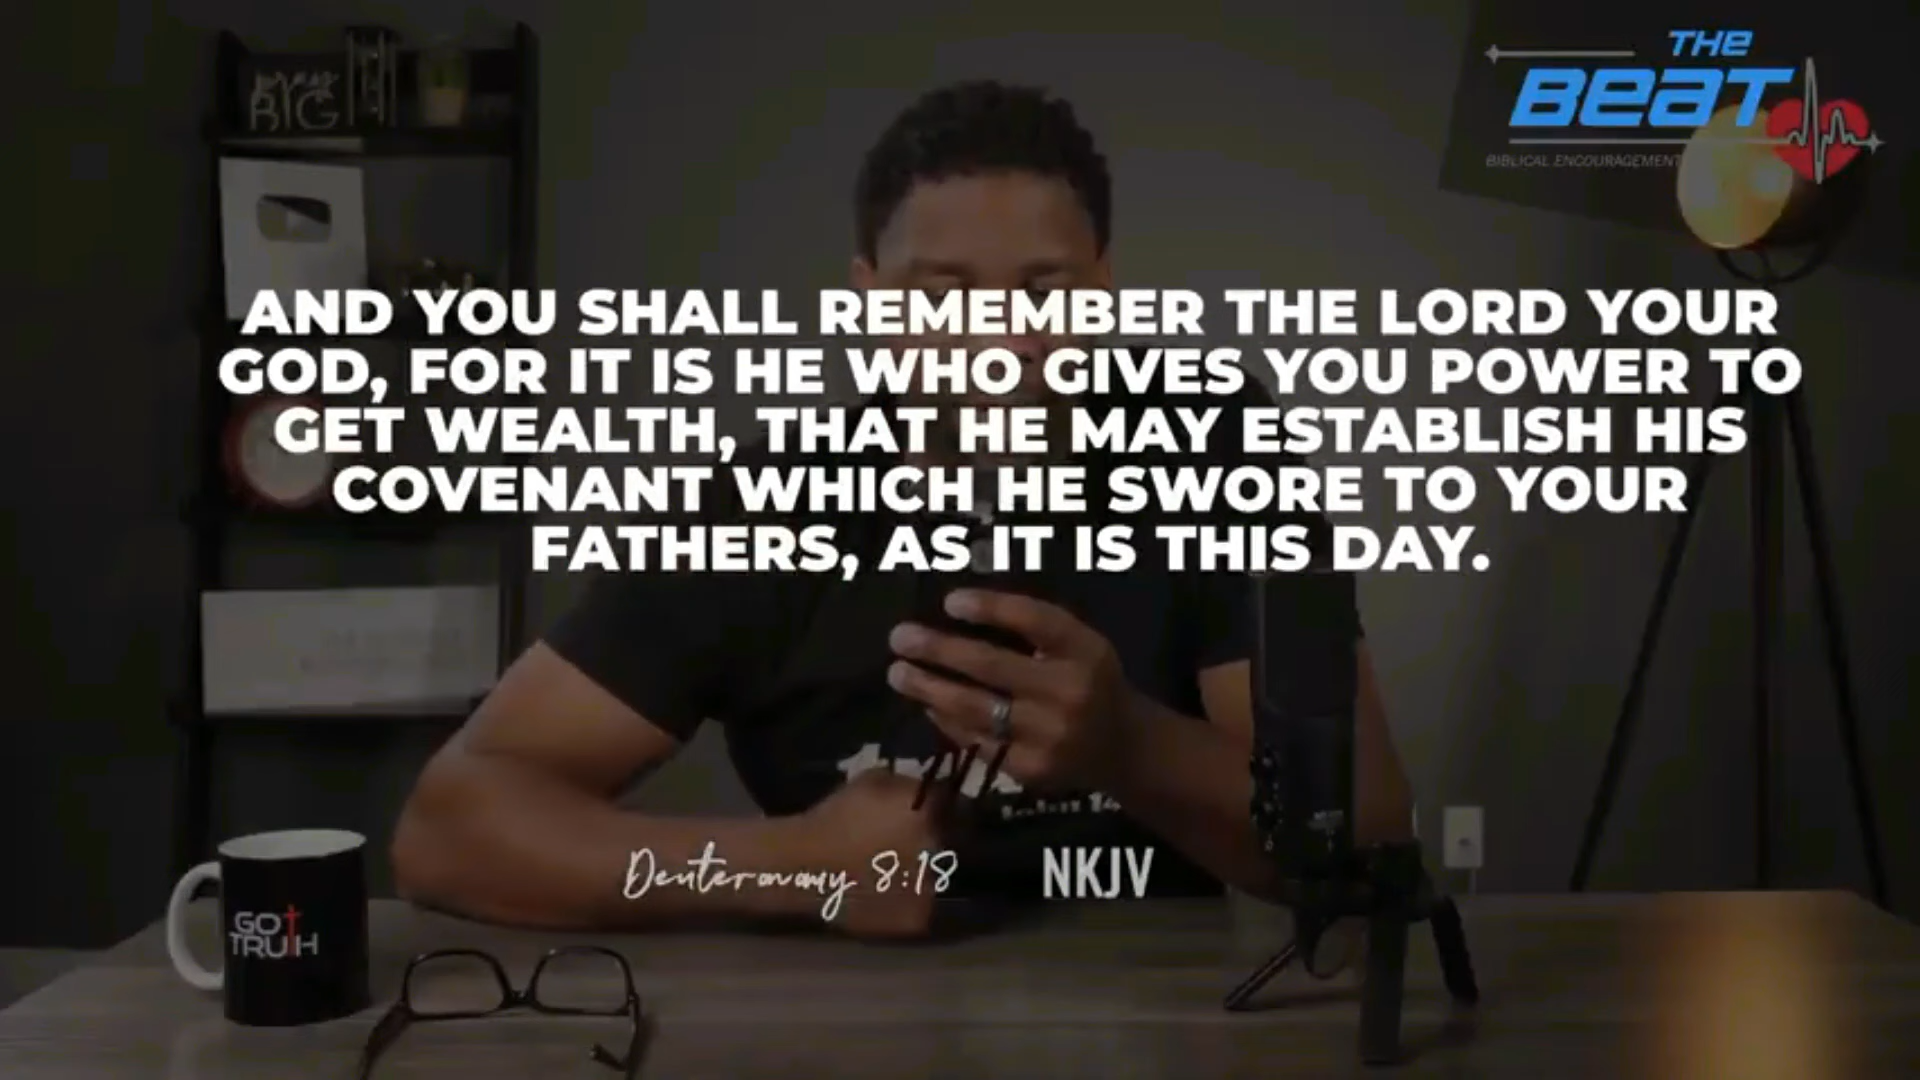 THE
BEAT
BIBLICAL ENCOURAGEMENT
BIG
AND YOU SHALL REMEMBER THE LORD YOUR
GOD, FOR IT IS HE WHO GIVES YOU POWER TO
GET WEALTH, THAT HE MAY ESTABLISH HIS
COVENANT WHICH HE SWORE TO YOUR
FATHERS, AS IT IS THIS DAY.
Deuteronomy 8:18 NKJV
GOT
TRUTH